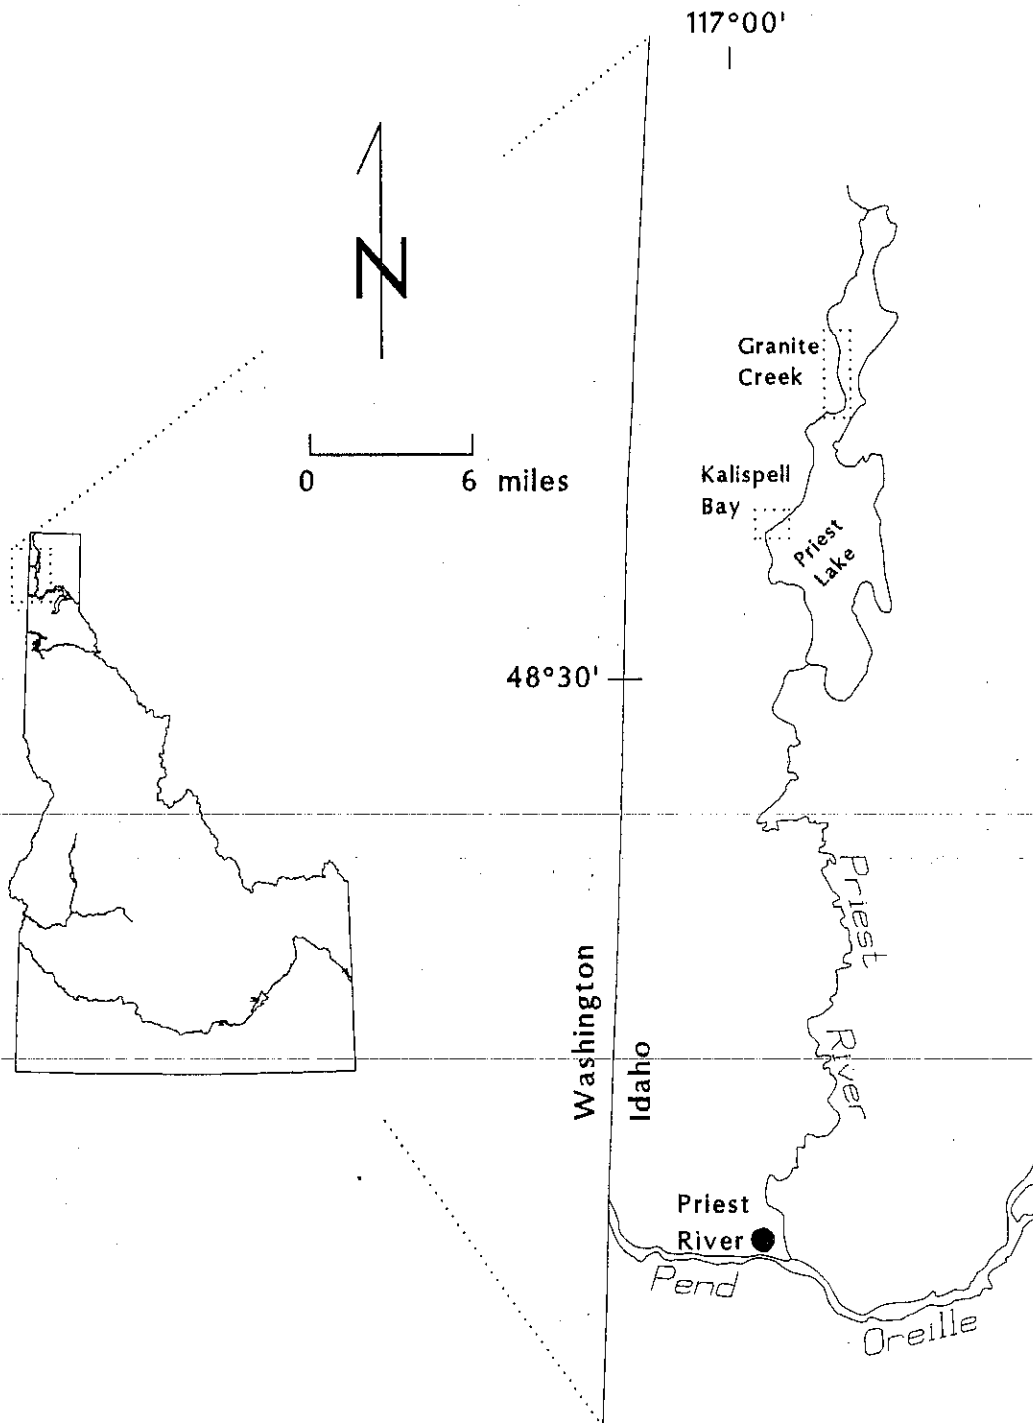 117°00'
N
Granite
Creek
0 6 miles
Kalispell
Bay
Priest
Lake
48°30'
Priest
River
Washington
Idaho
Priest
River
Pend
Oreille